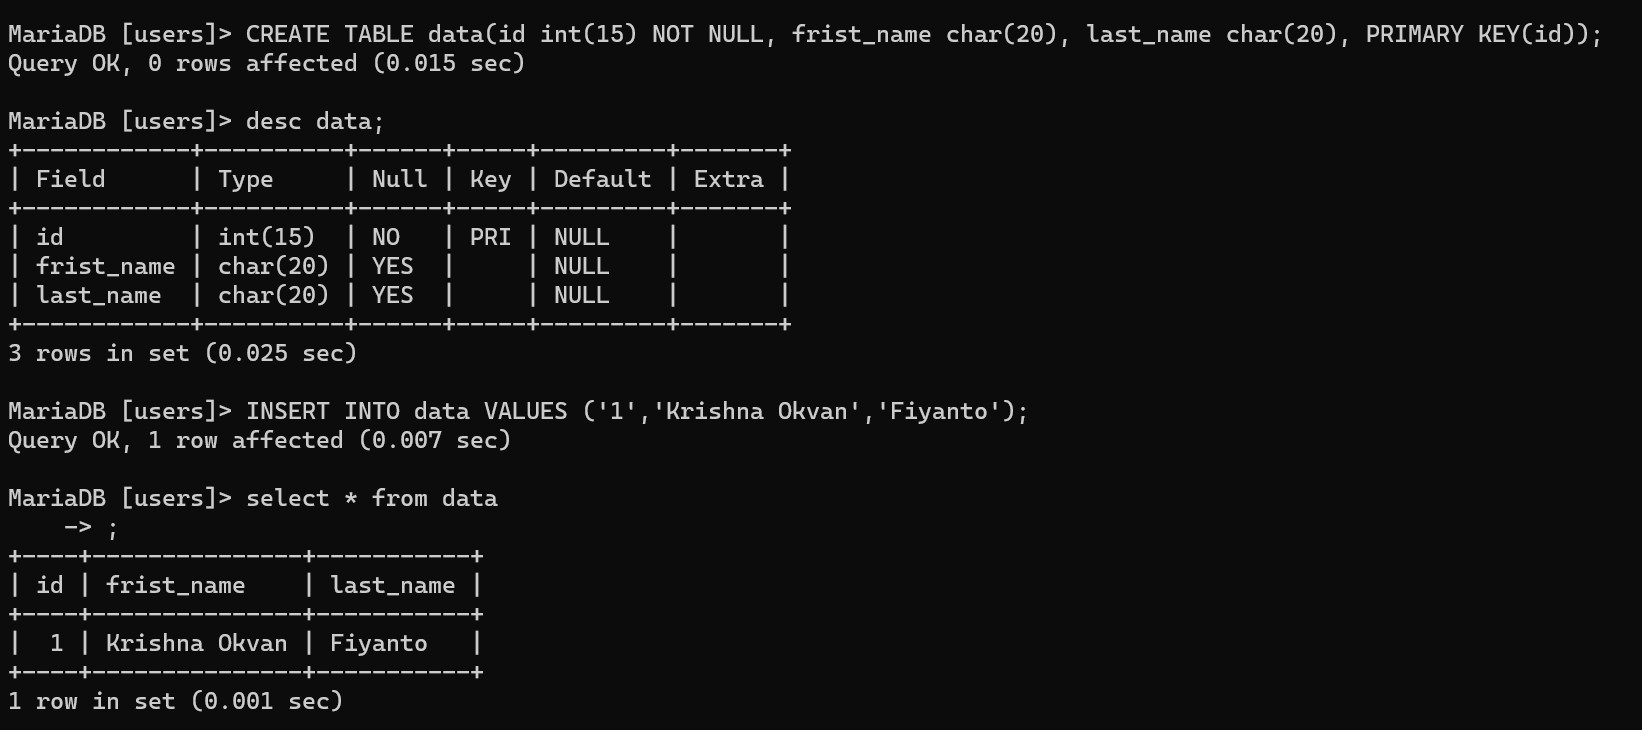 MariaDB [users]> CREATE TABLE data(id int(15) NOT NULL, frist_name char(20), last_name char(20), PRIMARY KEY(id));
Query OK, 0 rows affected (0.015 sec)

MariaDB [users]> desc data;
+------------+----------+------+-----+---------+-------+
| Field      | Type     | Null | Key | Default | Extra |
+------------+----------+------+-----+---------+-------+
| id         | int(15)  | NO   | PRI | NULL    |       |
| frist_name | char(20) | YES  |     | NULL    |       |
| last_name  | char(20) | YES  |     | NULL    |       |
+------------+----------+------+-----+---------+-------+
3 rows in set (0.025 sec)

MariaDB [users]> INSERT INTO data VALUES ('1','Krishna Okvan','Fiyanto');
Query OK, 1 row affected (0.007 sec)

MariaDB [users]> select * from data
    -> ;
+----+---------------+-----------+
| id | frist_name    | last_name |
+----+---------------+-----------+
|  1 | Krishna Okvan | Fiyanto   |
+----+---------------+-----------+
1 row in set (0.001 sec)